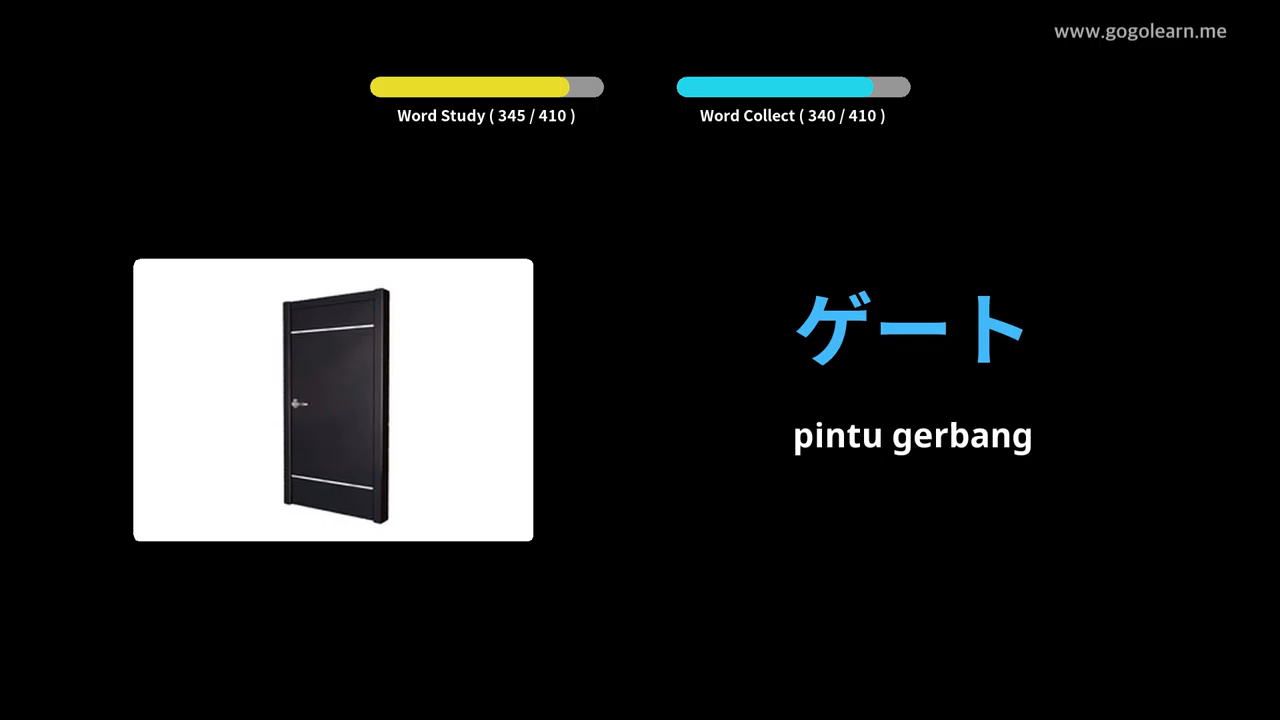 www.gogolearn.me
Word Study ( 345 / 410 )
Word Collect ( 340 / 410 )
ゲート
pintu gerbang